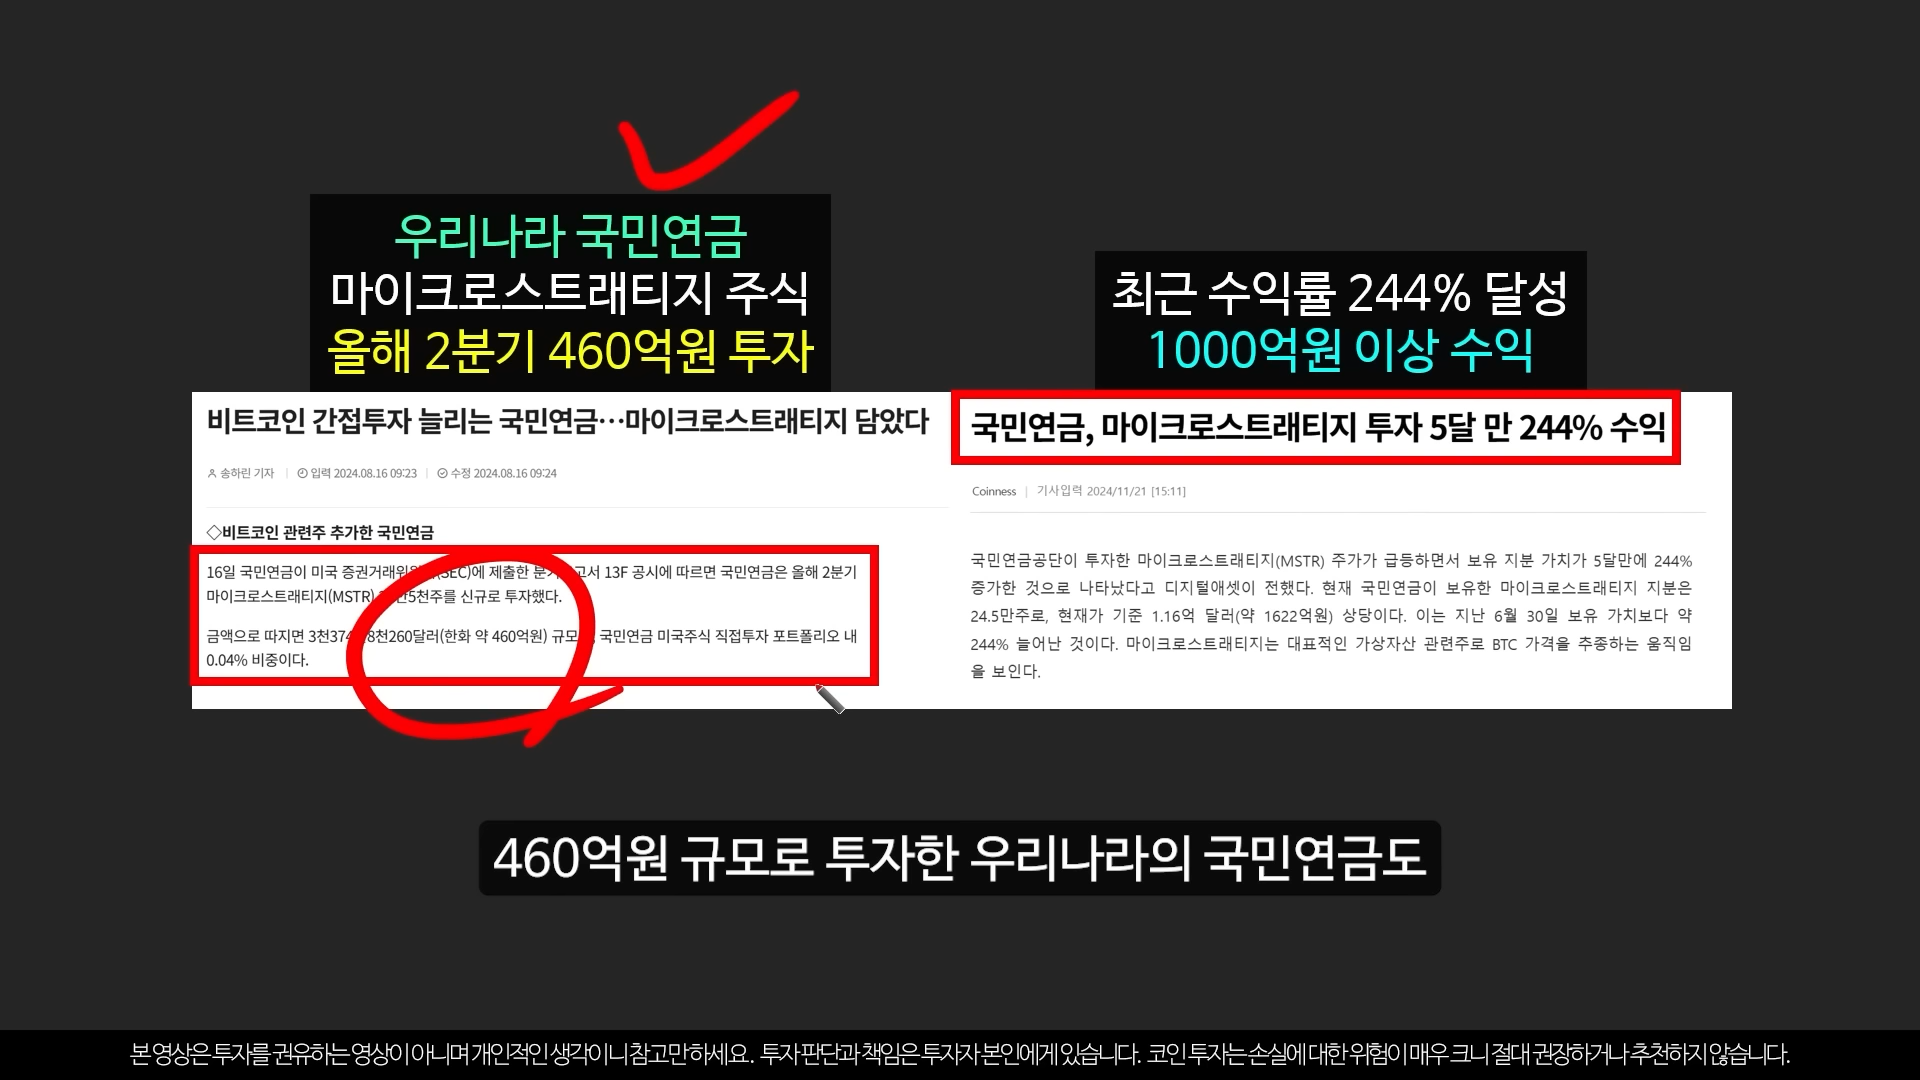 우리나라 국민연금
마이크로스트래티지 주식
올해 2분기 460억원 투자
비트코인 간접투자 늘리는 국민연금…마이크로스트래티지 담았다
송하린 기자 | 입력 2024.08.16 09:23 | 수정 2024.08.16 09:24
◇비트코인 관련주 추가한 국민연금
16일 국민연금이 미국 증권거래위 (SEC)에 제출한 분기 고서 13F 공시에 따르면 국민연금은 올해 2분기
마이크로스트래티지(MSTR) 만5천주를 신규로 투자했다.
금액으로 따지면 3천374 8천260달러(한화 약 460억원) 규모 국민연금 미국주식 직접투자 포트폴리오 내
0.04% 비중이다.
최근 수익률 244% 달성
1000억원 이상 수익
국민연금, 마이크로스트래티지 투자 5달 만 244% 수익
Coinness | 기사입력 2024/11/21 [15:11]
국민연금공단이 투자한 마이크로스트래티지(MSTR) 주가가 급등하면서 보유 지분 가치가 5달만에 244%
증가한 것으로 나타났다고 디지털애셋이 전했다. 현재 국민연금이 보유한 마이크로스트래티지 지분은
24.5만주로, 현재가 기준 1.16억 달러(약 1622억원) 상당이다. 이는 지난 6월 30일 보유 가치보다 약
244% 늘어난 것이다. 마이크로스트래티지는 대표적인 가상자산 관련주로 BTC 가격을 추종하는 움직임
을 보인다.
460억원 규모로 투자한 우리나라의 국민연금도
본 영상은 투자를 권유하는 영상이 아니며 개인적인 생각이니 참고만 하세요. 투자 판단과 책임은 투자자 본인에게 있습니다. 코인 투자는 손실에 대한 위험이 매우 크니 절대 권장하거나 추천하지 않습니다.